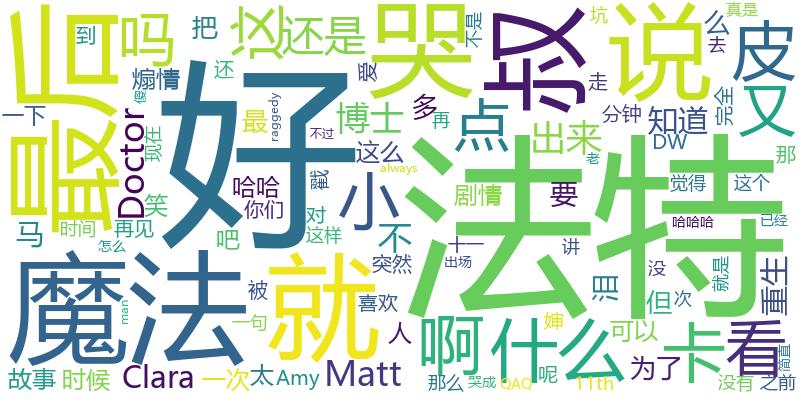 最后
到
吗
把
凶
还是
哭
不是
叔
说
坑
真是
么
去
皮
煽情
还
爱
好
raggedy
博士
多
再
点
走
分钟
知道
完全
又
一下
傻
现在
Doctor
最
这么
不过
老
出来
DW
那
哈哈
你们
戳
always
小
法特
剧情
要
觉得
这个
笑
马
时间
再见
吧
对
这样
不
十一
讲
哈哈哈
已经
怎么
魔法
就
被
突然
出场
泪
没
但
次
就是
重生
man
一句
喜欢
人
啊
什么
婶
可以
卡
看
简直
故事
时候
Clara
一次
太
Amy
Matt
那么
哭成
QAQ
呢
11th
为了
没有
之前